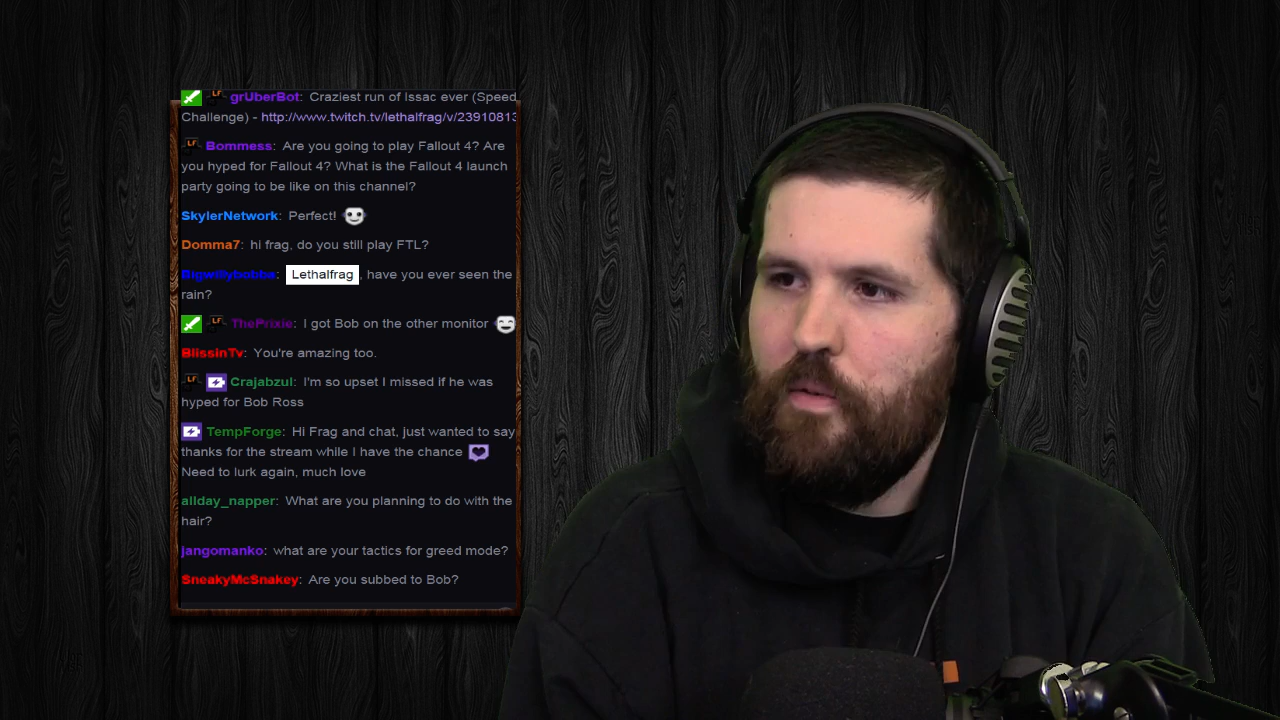 LF grUberBot: Craziest run of Issac ever (Speed
Challenge) - http://www.twitch.tv/lethalfrag/v/23910813
LF Bommess: Are you going to play Fallout 4? Are
you hyped for Fallout 4? What is the Fallout 4 launch
party going to be like on this channel?
SkylerNetwork: Perfect!
Domma7: hi frag, do you still play FTL?
Bigwillybobba: Lethalfrag, have you ever seen the
rain?
LF ThePrixie: I got Bob on the other monitor
BlissinTv: You're amazing too.
LF Crajabzul: I'm so upset I missed if he was
hyped for Bob Ross
TempForge: Hi Frag and chat, just wanted to say
thanks for the stream while I have the chance
Need to lurk again, much love
allday_napper: What are you planning to do with the
hair?
jangomanko: what are your tactics for greed mode?
SneakyMcSnakey: Are you subbed to Bob?